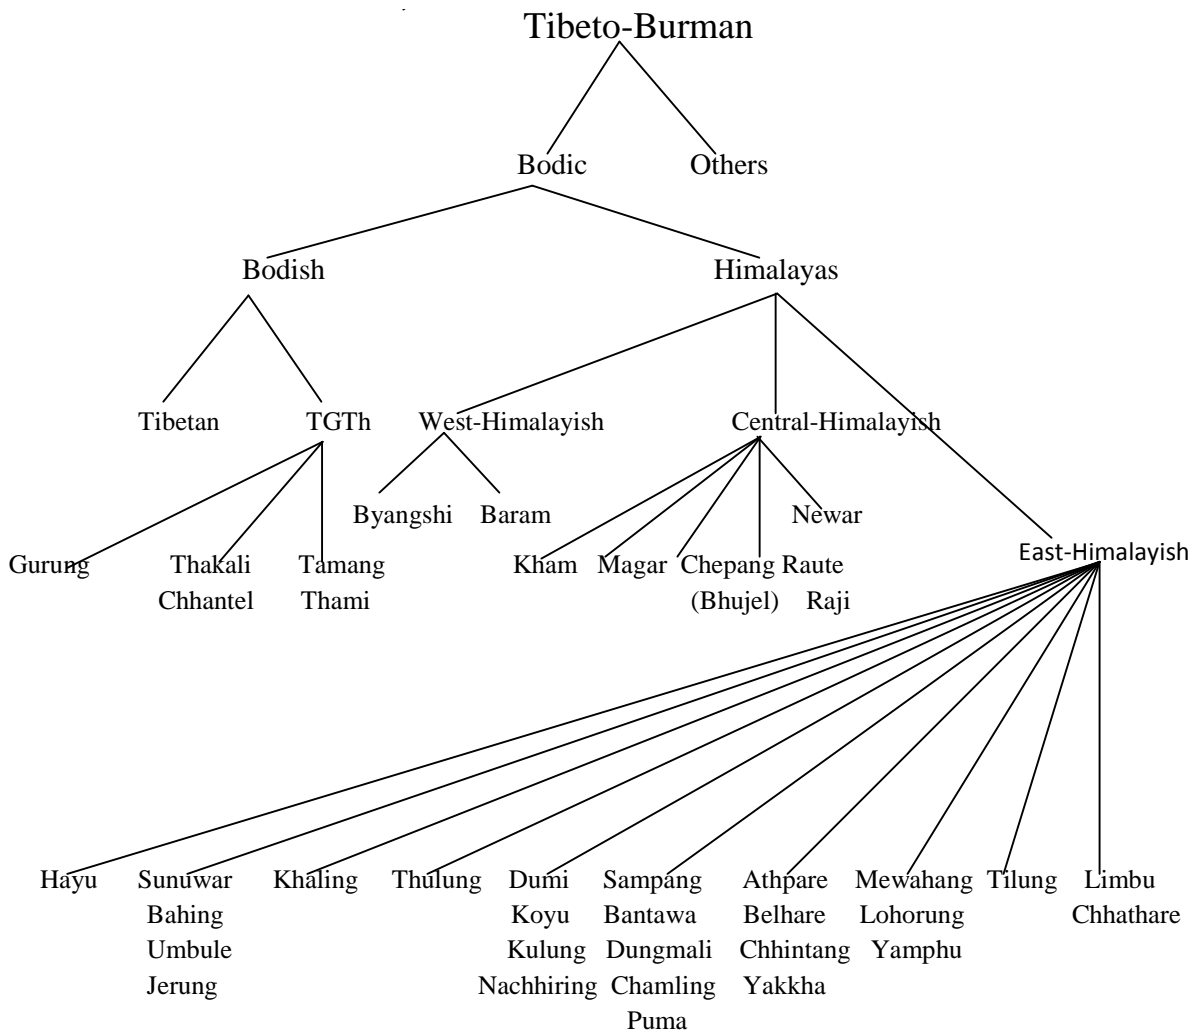 Tibeto-Burman
Bodic Others
Bodish Himalayas
Tibetan TGTh West-Himalayish Central-Himalayish
Byangshi Baram Newar
East-Himalayish
Gurung Thakali Tamang Kham Magar Chepang Raute
Chhantel Thami (Bhujel) Raji
Hayu Sunuwar Khaling Thulung Dumi Sampang Athpare Mewahang Tilung Limbu
Bahing Koyu Bantawa Belhare Lohorung Chhathare
Umbule Kulung Dungmali Chhintang Yamphu
Jerung Nachhiring Chamling Yakkha
Puma